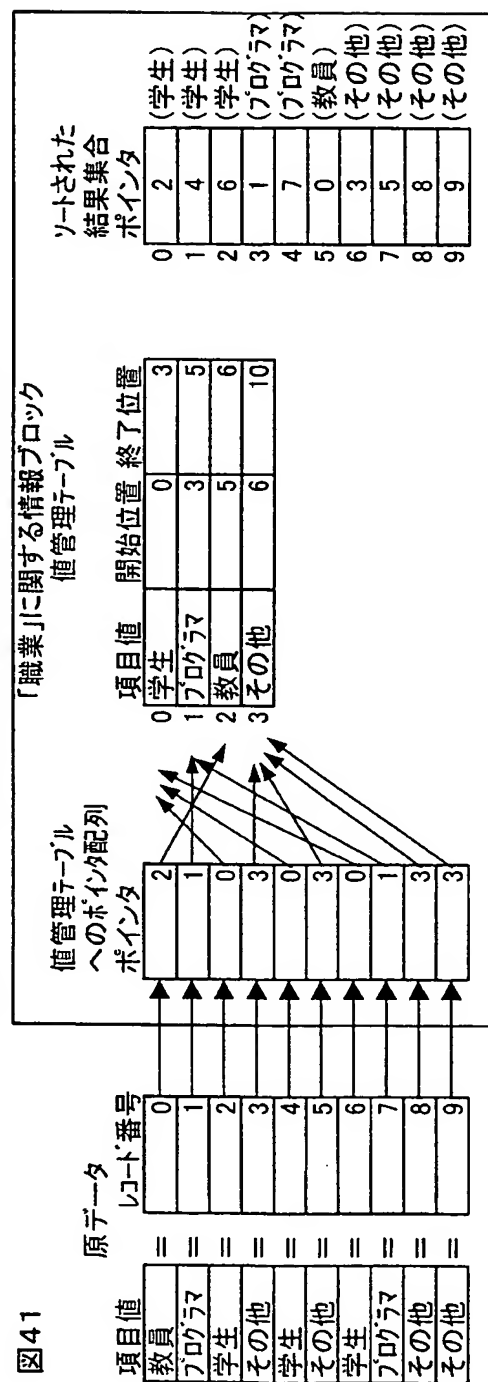 図41
原データ
項目値 レコード番号
教員 = 0
プログラマ = 1
学生 = 2
その他 = 3
学生 = 4
その他 = 5
学生 = 6
プログラマ = 7
その他 = 8
その他 = 9
「職業」に関する情報ブロック
値管理テーブル
へのポインタ配列
ポインタ
2
1
0
3
0
3
0
1
3
3
値管理テーブル
項目値 開始位置 終了位置
0 学生 0 3
1 プログラマ 3 5
2 教員 5 6
3 その他 6 10
ソートされた
結果集合
ポインタ
0 2 (学生)
1 4 (学生)
2 6 (学生)
3 1 (プログラマ)
4 7 (プログラマ)
5 0 (教員)
6 3 (その他)
7 5 (その他)
8 8 (その他)
9 9 (その他)